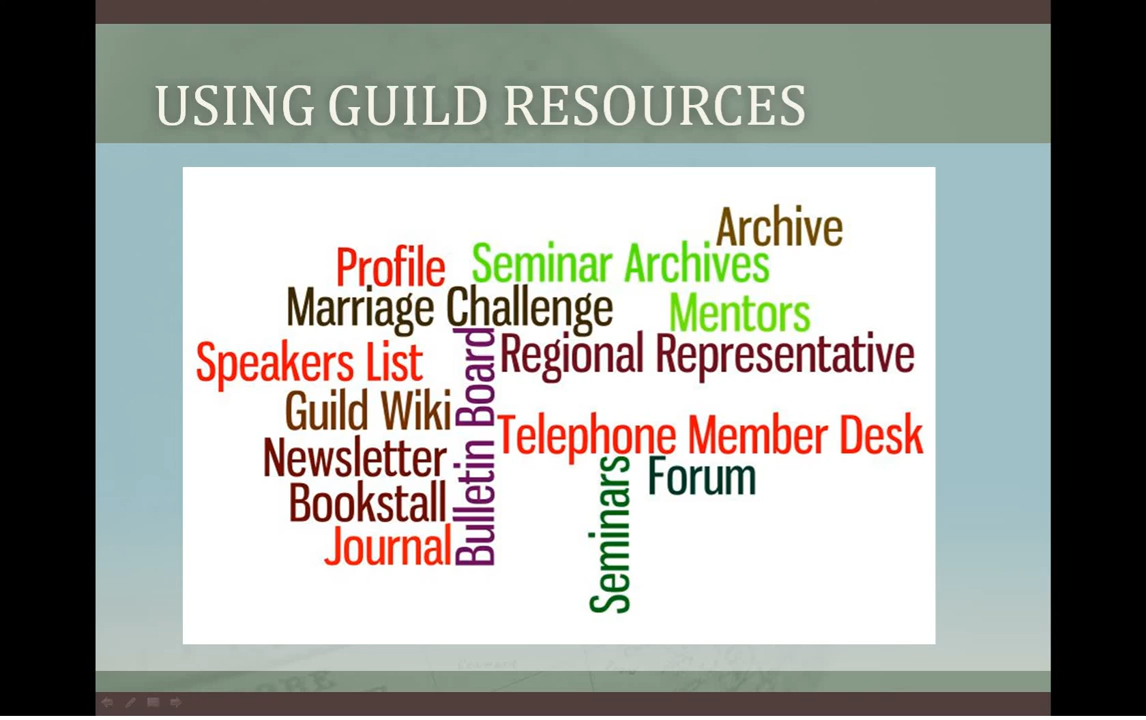 USING GUILD RESOURCES
Archive
Profile
Seminar Archives
Marriage Challenge
Mentors
Speakers List
Bulletin Board
Regional Representative
Guild Wiki
Telephone Member Desk
Newsletter
Forum
Bookstall
Seminars
Journal